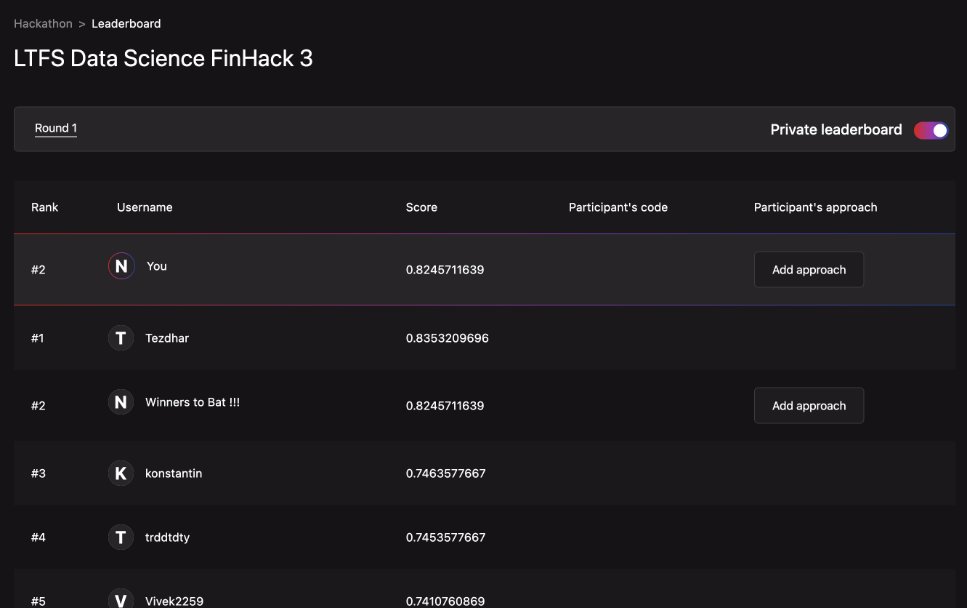 Hackathon > Leaderboard
LTFS Data Science FinHack 3
Round 1 Private leaderboard
Rank Username Score Participant's code Participant's approach
#2 N You 0.8245711639 Add approach
#1 T Tezdhar 0.8353209696
#2 N Winners to Bat !!! 0.8245711639 Add approach
#3 K konstantin 0.7463577667
#4 T trddtdty 0.7453577667
#5 V Vivek2259 0.7410760869